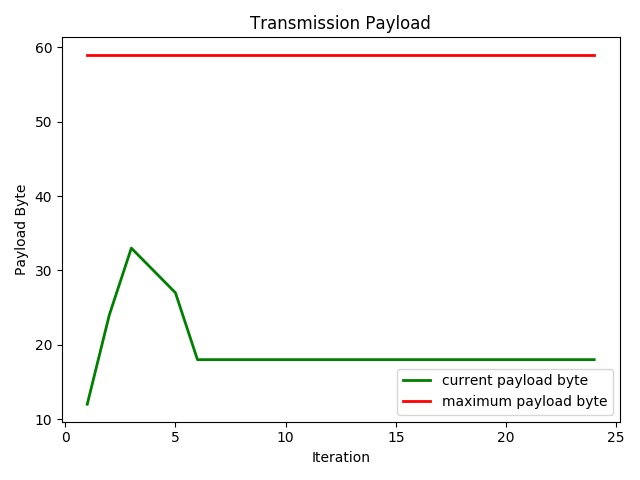 Transmission Payload
60
50
40
30
20
10
Payload Byte
0
5
10
15
20
25
Iteration
current payload byte
maximum payload byte